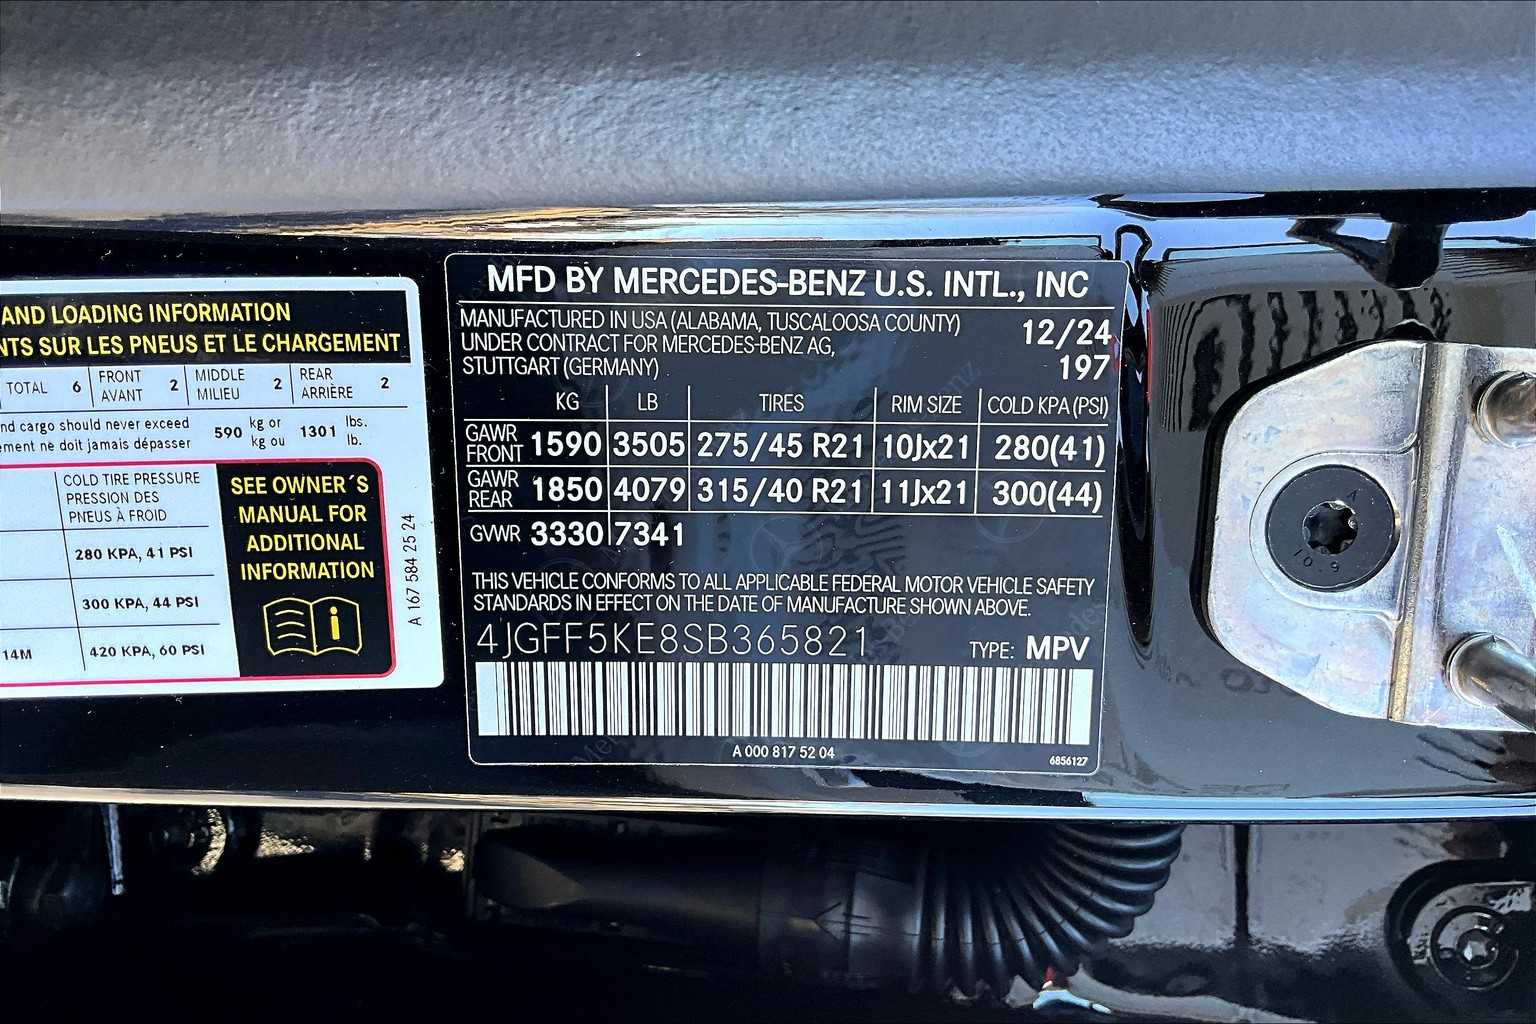 AND LOADING INFORMATION
NTS SUR LES PNEUS ET LE CHARGEMENT
TOTAL 6 FRONT AVANT 2 MIDDLE MILIEU 2 REAR ARRIÈRE 2
nd cargo should never exceed
ement ne doit jamais dépasser
590 kg or kg ou 1301 lbs. lb.
COLD TIRE PRESSURE
PRESSION DES
PNEUS À FROID
280 KPA, 41 PSI
300 KPA, 44 PSI
14M 420 KPA, 60 PSI
SEE OWNER´S
MANUAL FOR
ADDITIONAL
INFORMATION
A 167 584 25 24
MFD BY MERCEDES-BENZ U.S. INTL., INC
MANUFACTURED IN USA (ALABAMA, TUSCALOOSA COUNTY) 12/24
UNDER CONTRACT FOR MERCEDES-BENZ AG,
STUTTGART (GERMANY) 197
KG LB TIRES RIM SIZE COLD KPA (PSI)
GAWR FRONT 1590 3505 275/45 R21 10Jx21 280(41)
GAWR REAR 1850 4079 315/40 R21 11Jx21 300(44)
GVWR 3330 7341
THIS VEHICLE CONFORMS TO ALL APPLICABLE FEDERAL MOTOR VEHICLE SAFETY
STANDARDS IN EFFECT ON THE DATE OF MANUFACTURE SHOWN ABOVE.
4JGFF5KE8SB365821 TYPE: MPV
A 000 817 52 04
6856127
10.9